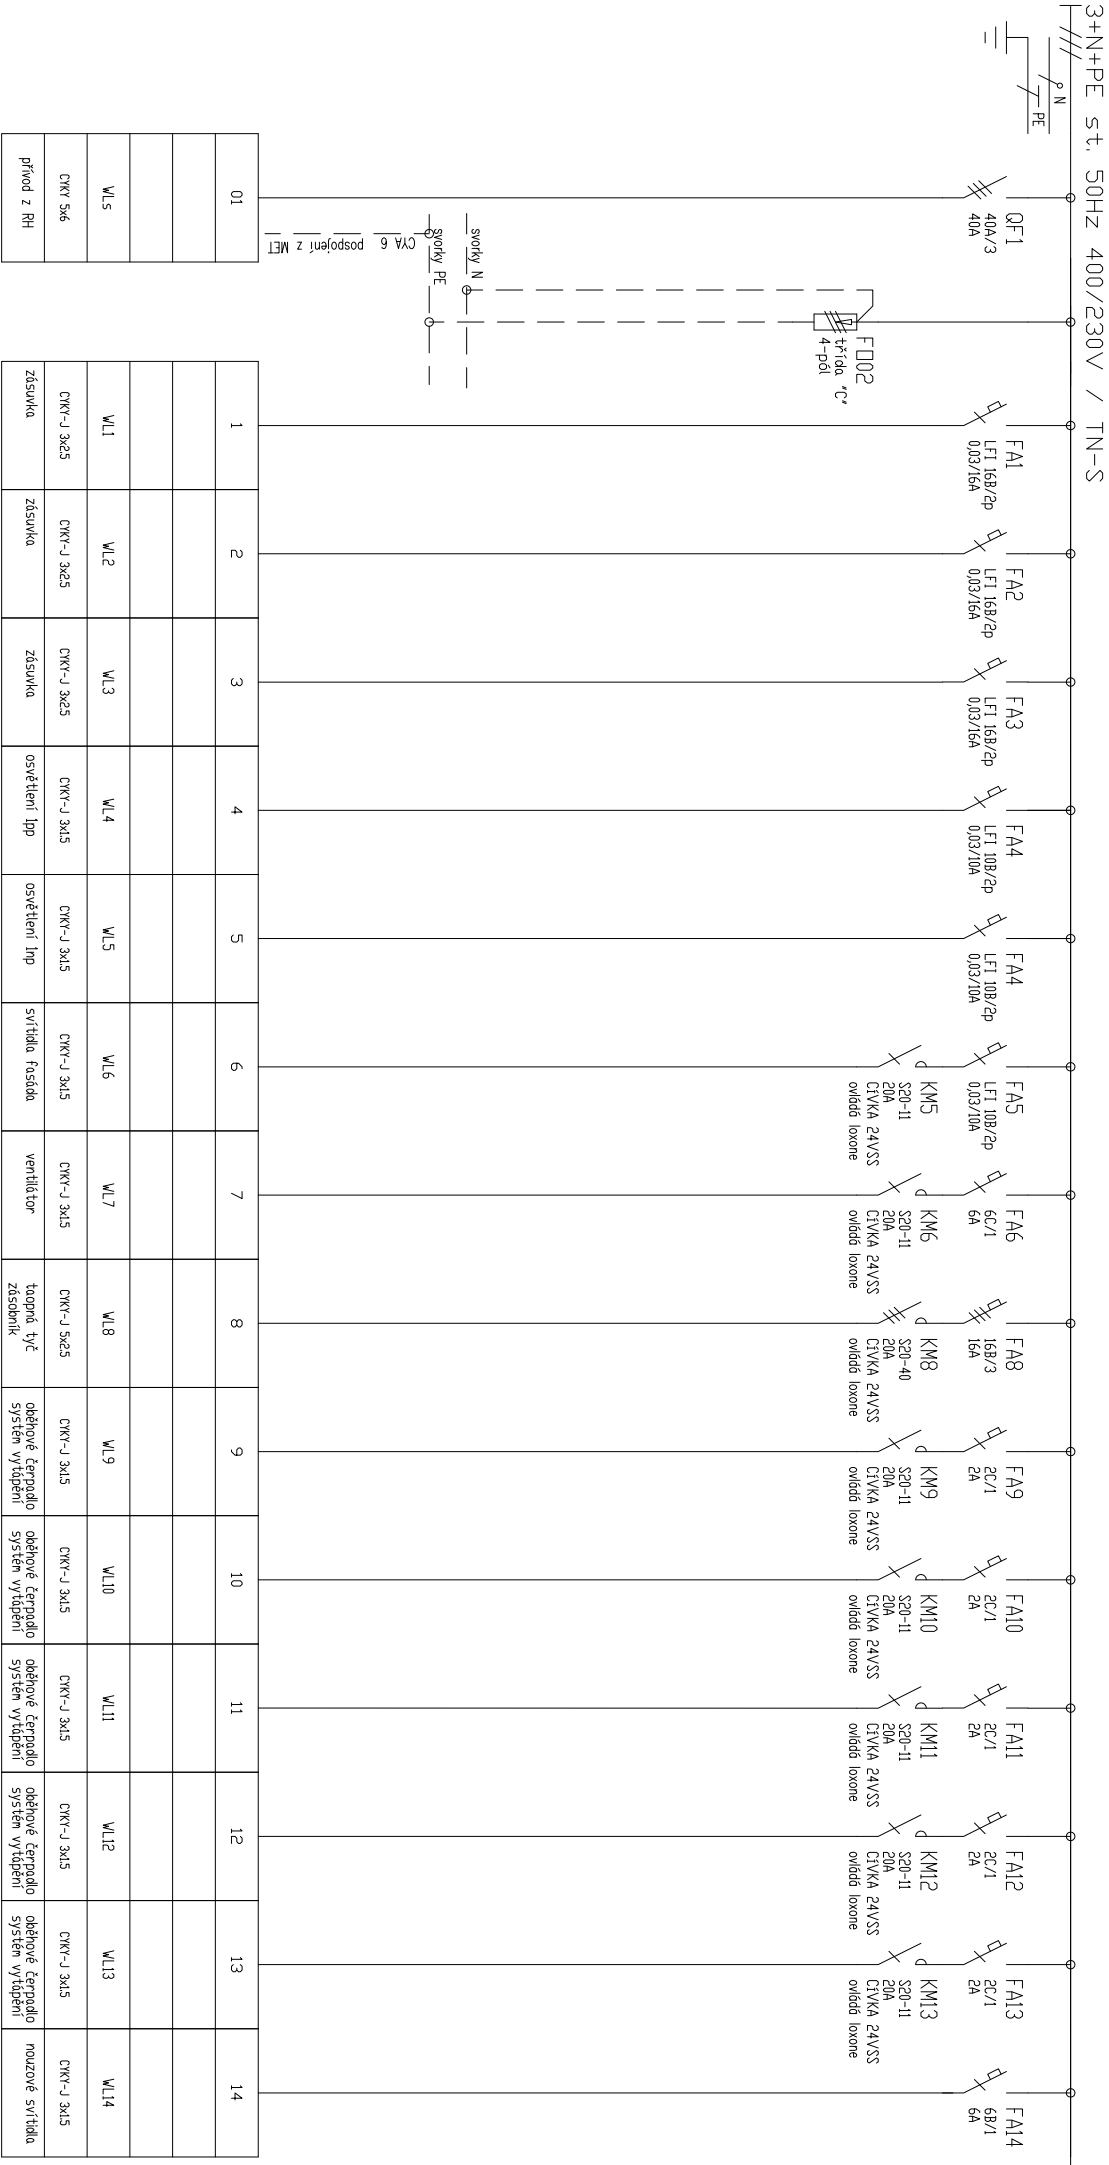 3+N+PE st. 50Hz 400/230V / TN-S
N
PE
QF1
40A/3
40A
FD02
třída "C"
4-pól
svorky N
svorky PE
CYA 6 pospojení z MET
FA1
LFI 16B/2p
0,03/16A
FA2
LFI 16B/2p
0,03/16A
FA3
LFI 16B/2p
0,03/16A
FA4
LFI 10B/2p
0,03/10A
FA4
LFI 10B/2p
0,03/10A
FA5
LFI 10B/2p
0,03/10A
KM5
S20-11
20A
CÍVKA 24VSS
ovládá loxone
FA6
6C/1
6A
KM6
S20-11
20A
CÍVKA 24VSS
ovládá loxone
FA8
16B/3
16A
KM8
S20-40
20A
CÍVKA 24VSS
ovládá loxone
FA9
2C/1
2A
KM9
S20-11
20A
CÍVKA 24VSS
ovládá loxone
FA10
2C/1
2A
KM10
S20-11
20A
CÍVKA 24VSS
ovládá loxone
FA11
2C/1
2A
KM11
S20-11
20A
CÍVKA 24VSS
ovládá loxone
FA12
2C/1
2A
KM12
S20-11
20A
CÍVKA 24VSS
ovládá loxone
FA13
2C/1
2A
KM13
S20-11
20A
CÍVKA 24VSS
ovládá loxone
FA14
6B/1
6A
01
WLs
CYKY 5x6
přívod z RH
1
WL1
CYKY-J 3x2.5
zásuvka
2
WL2
CYKY-J 3x2.5
zásuvka
3
WL3
CYKY-J 3x2.5
zásuvka
4
WL4
CYKY-J 3x1.5
osvětlení 1pp
5
WL5
CYKY-J 3x1.5
osvětlení 1np
6
WL6
CYKY-J 3x1.5
svítidla fasáda
7
WL7
CYKY-J 3x1.5
ventilátor
8
WL8
CYKY-J 5x2.5
taopná tyč
zásobník
9
WL9
CYKY-J 3x1.5
oběhové čerpadlo
systém vytápění
10
WL10
CYKY-J 3x1.5
oběhové čerpadlo
systém vytápění
11
WL11
CYKY-J 3x1.5
oběhové čerpadlo
systém vytápění
12
WL12
CYKY-J 3x1.5
oběhové čerpadlo
systém vytápění
13
WL13
CYKY-J 3x1.5
oběhové čerpadlo
systém vytápění
14
WL14
CYKY-J 3x1.5
nouzové svítidla